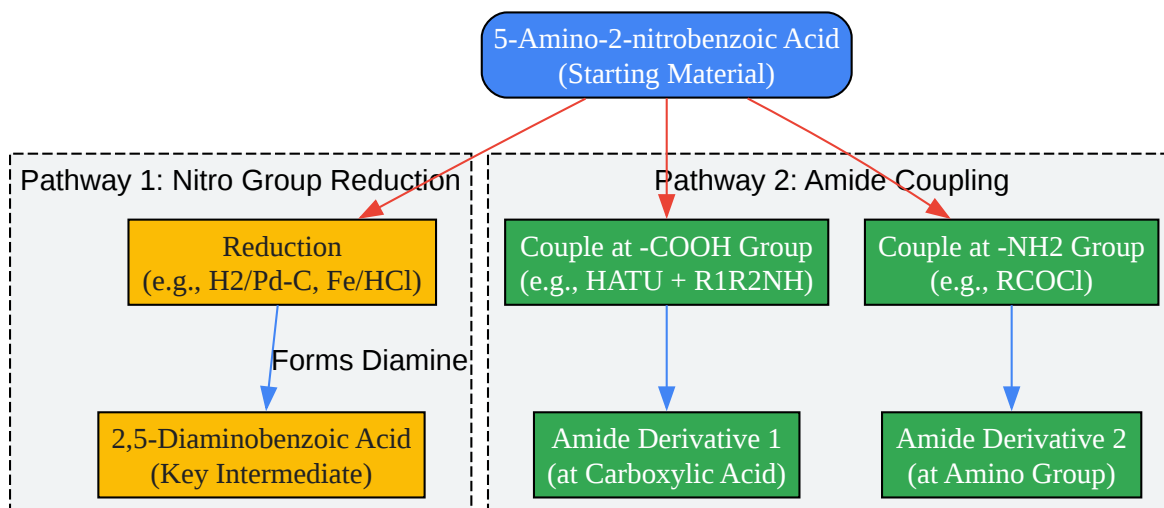 5-Amino-2-nitrobenzoic Acid
(Starting Material)
Pathway 1: Nitro Group Reduction
Reduction
(e.g., H2/Pd-C, Fe/HCl)
Forms Diamine
2,5-Diaminobenzoic Acid
(Key Intermediate)
Pathway 2: Amide Coupling
Couple at -COOH Group
(e.g., HATU + R1R2NH)
Couple at -NH2 Group
(e.g., RCOCl)
Amide Derivative 1
(at Carboxylic Acid)
Amide Derivative 2
(at Amino Group)